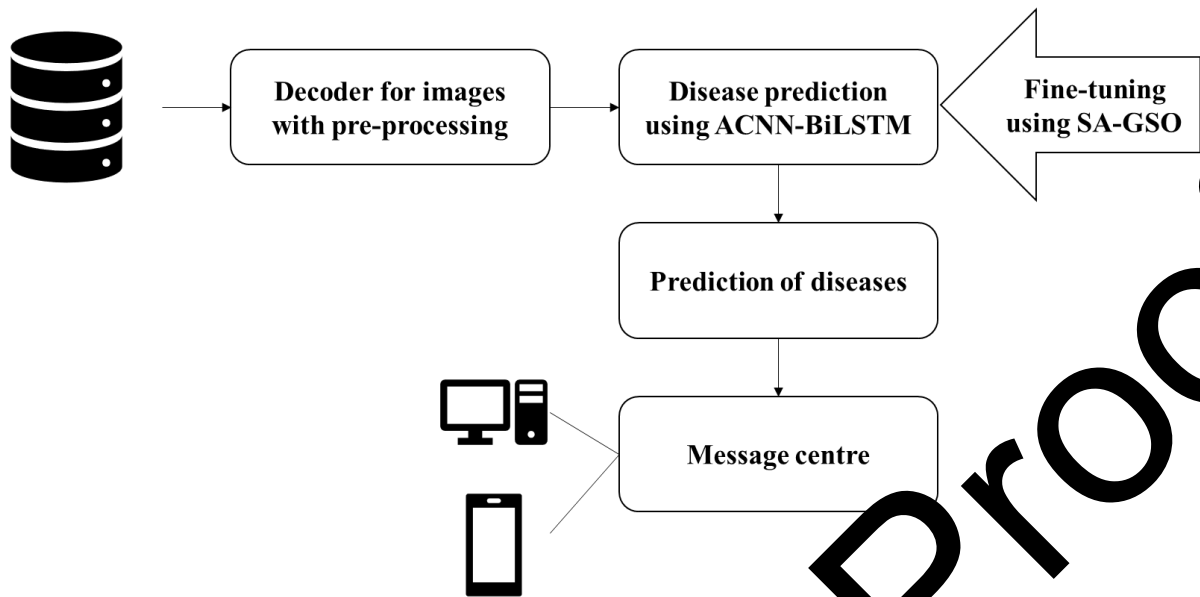 Decoder for images
with pre-processing
Disease prediction
using ACNN-BiLSTM
Fine-tuning
using SA-GSO
Prediction of diseases
Message centre
Proo